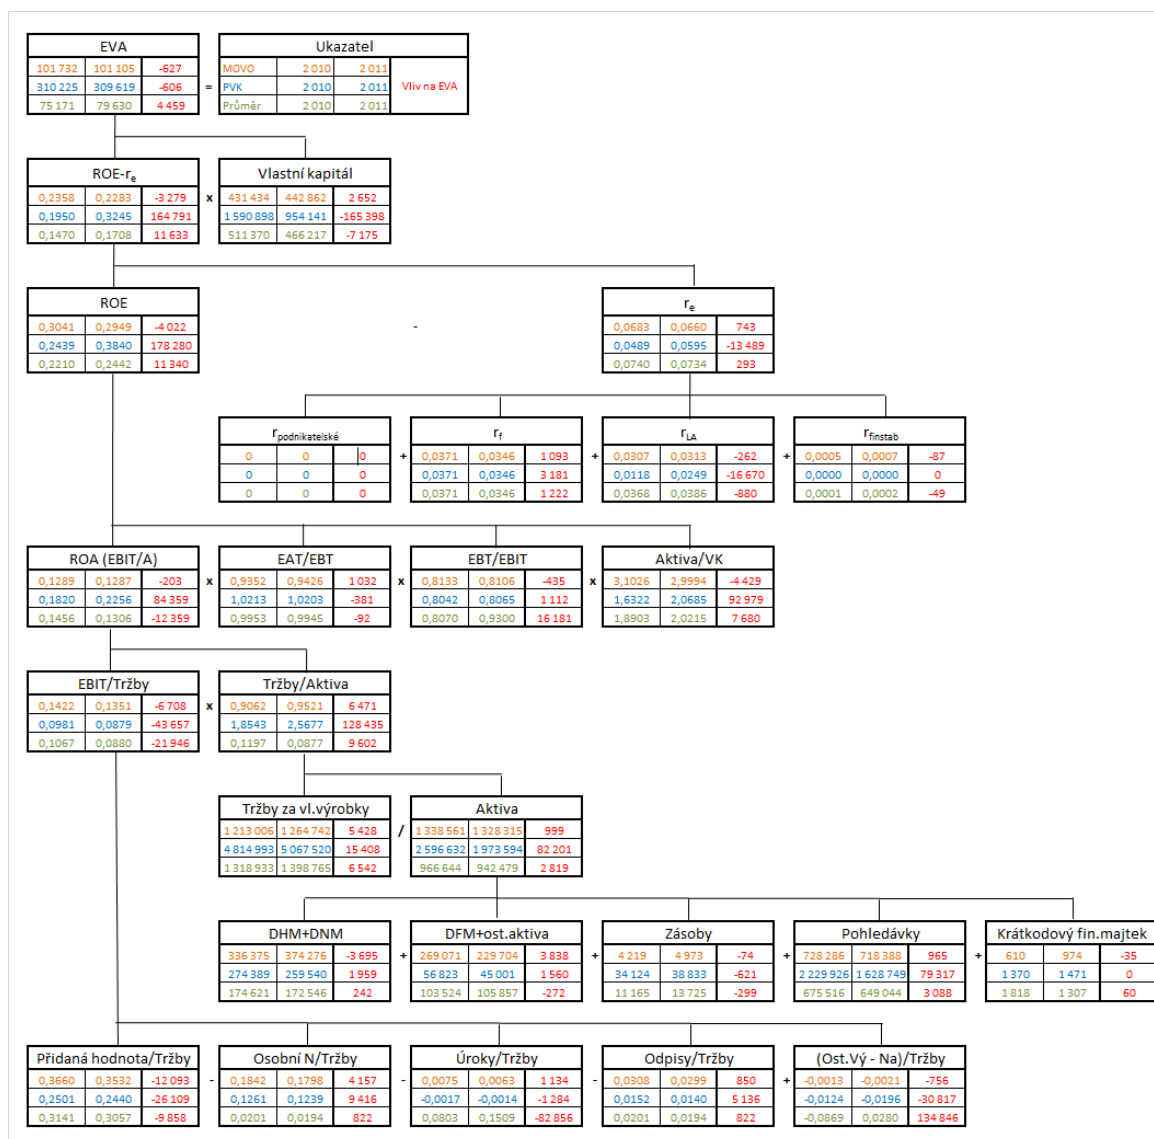 EVA Ukazatel
101 732 101 105 -627 MOVO 2 010 2 011
310 225 309 619 -606 = PVK 2 010 2 011 Vliv na EVA
75 171 79 630 4 459 Průměr 2 010 2 011
ROE-re Vlastní kapitál
0,2358 0,2283 -3 279 x 431 434 442 862 2 652
0,1950 0,3245 164 791 1 590 898 954 141 -165 398
0,1470 0,1708 11 633 511 370 466 217 -7 175
ROE re
0,3041 0,2949 -4 022 - 0,0683 0,0660 743
0,2439 0,3840 178 280 0,0489 0,0595 -13 489
0,2210 0,2442 11 340 0,0740 0,0734 293
rpodnikatelské rf rLA rfinstab
0 0 0 + 0,0371 0,0346 1 093 + 0,0307 0,0313 -262 + 0,0005 0,0007 -87
0 0 0 0,0371 0,0346 3 181 0,0118 0,0249 -16 670 0,0000 0,0000 0
0 0 0 0,0371 0,0346 1 222 0,0368 0,0386 -880 0,0001 0,0002 -49
ROA (EBIT/A) EAT/EBT EBT/EBIT Aktiva/VK
0,1289 0,1287 -203 x 0,9352 0,9426 1 032 x 0,8133 0,8106 -435 x 3,1026 2,9994 -4 429
0,1820 0,2256 84 359 1,0213 1,0203 -381 0,8042 0,8065 1 112 1,6322 2,0685 92 979
0,1456 0,1306 -12 359 0,9953 0,9945 -92 0,8070 0,9300 16 181 1,8903 2,0215 7 680
EBIT/Tržby Tržby/Aktiva
0,1422 0,1351 -6 708 x 0,9062 0,9521 6 471
0,0981 0,0879 -43 657 1,8543 2,5677 128 435
0,1067 0,0880 -21 946 0,1197 0,0877 9 602
Tržby za vl.výrobky Aktiva
1 213 006 1 264 742 5 428 / 1 338 561 1 328 315 999
4 814 993 5 067 520 15 408 2 596 632 1 973 594 82 201
1 318 933 1 398 765 6 542 966 644 942 479 2 819
DHM+DNM DFM+ost.aktiva Zásoby Pohledávky Krátkodový fin.majtek
336 375 374 276 -3 695 + 269 071 229 704 3 838 + 4 219 4 973 -74 + 728 286 718 388 965 + 610 974 -35
274 389 259 540 1 959 56 823 45 001 1 560 34 124 38 833 -621 2 229 926 1 628 749 79 317 1 370 1 471 0
174 621 172 546 242 103 524 105 857 -272 11 165 13 725 -299 675 516 649 044 3 088 1 818 1 307 60
Přidaná hodnota/Tržby Osobní N/Tržby Úroky/Tržby Odpisy/Tržby (Ost.Vý - Na)/Tržby
0,3660 0,3532 -12 093 - 0,1842 0,1798 4 157 - 0,0075 0,0063 1 134 - 0,0308 0,0299 850 + -0,0013 -0,0021 -756
0,2501 0,2440 -26 109 0,1261 0,1239 9 416 -0,0017 -0,0014 -1 284 0,0152 0,0140 5 136 -0,0124 -0,0196 -30 817
0,3141 0,3057 -9 858 0,0201 0,0194 822 0,0803 0,1509 -82 856 0,0201 0,0194 822 -0,0869 0,0280 134 846